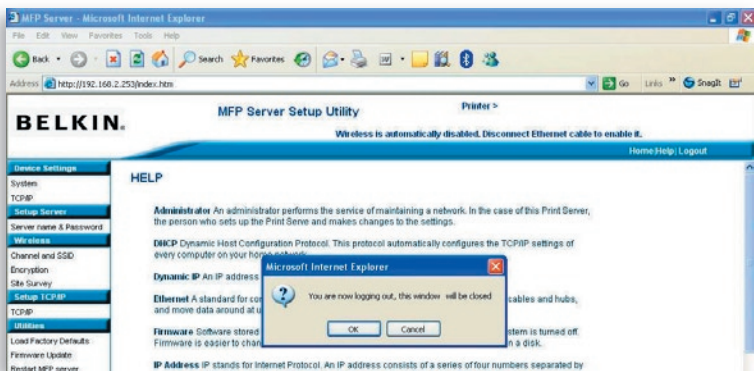 MFP Server - Microsoft Internet Explorer
File Edit View Favorites Tools Help
Back Search Favorites
Address http://192.168.2.253/index.htm Go Links » SnagIt
BELKIN.
MFP Server Setup Utility
Printer >
Wireless is automatically disabled. Disconnect Ethernet cable to enable it.
Home|Help| Logout
Device Settings
System
TCP/IP
Setup Server
Server name & Password
Wireless
Channel and SSID
Encryption
Site Survey
Setup TCP/IP
TCP/IP
Utilities
Load Factory Defaults
Firmware Update
Restart MFP server
HELP
Administrator An administrator performs the service of maintaining a network. In the case of this Print Server,
the person who sets up the Print Serve and makes changes to the settings.
DHCP Dynamic Host Configuration Protocol. This protocol automatically configures the TCP/IP settings of
every computer on your home network.
Dynamic IP An IP address
Ethernet A standard for cables and hubs,
and move data around at
Firmware Software stored stem is turned off.
Firmware is easier to chan n a disk.
IP Address IP stands for Internet Protocol. An IP address consists of a series of four numbers separated by
Microsoft Internet Explorer
You are now logging out, this window will be closed
OK Cancel